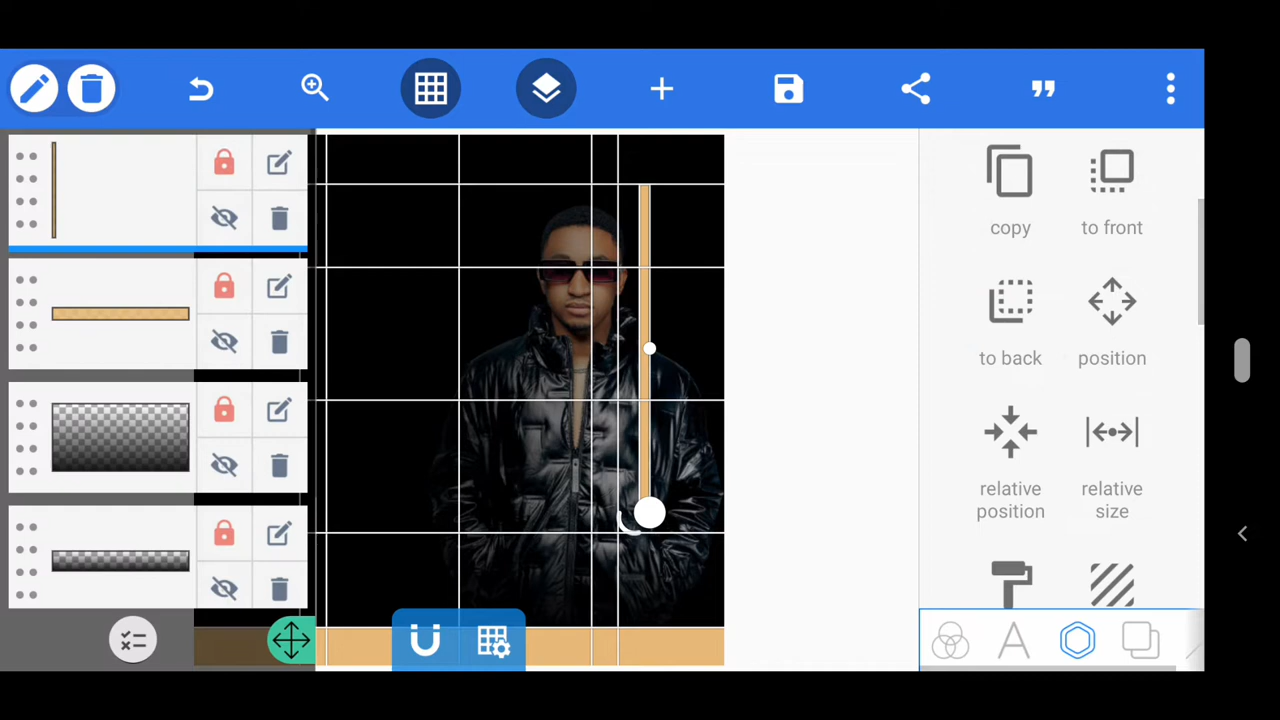 copy
to front
to back
position
relative position
relative size